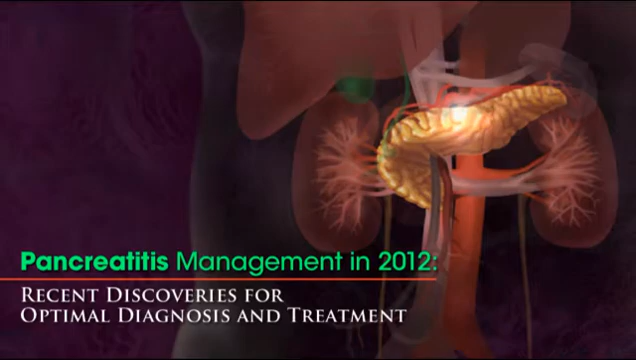 Pancreatitis Management in 2012:
Recent Discoveries for
Optimal Diagnosis and Treatment